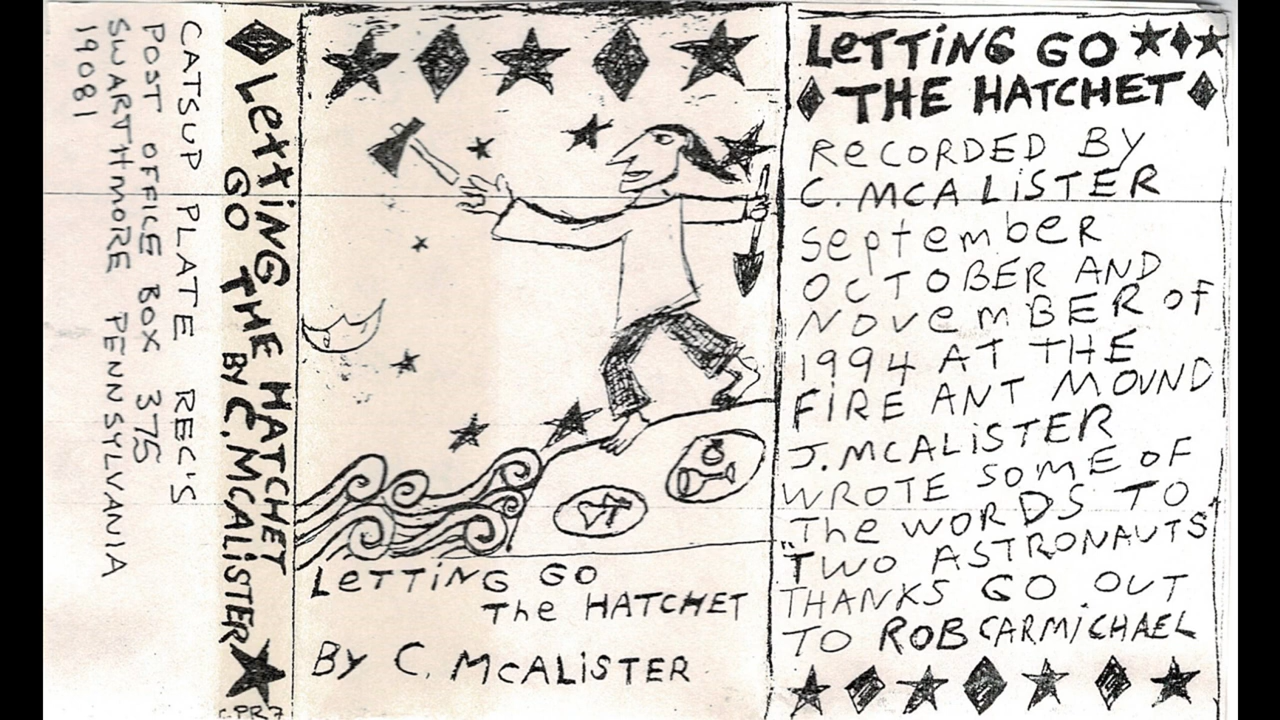 CATSUP PLATE REC'S
POST OFFICE BOX 375
SWARTHMORE PENNSYLVANIA
19081
LETTING
GO THE HATCHET
BY C. MCALISTER
CPR7
LETTING GO
THE HATCHET
BY C. MCALISTER
LETTING GO
THE HATCHET
RECORDED BY
C. MCALISTER
September
OCTOBER AND
NOVEMBER OF
1994 AT THE
FIRE ANT MOUND
J. MCALISTER
WROTE SOME OF
The WORDS TO
"TWO ASTRONAUTS"
THANKS GO OUT
TO ROB CARMICHAEL